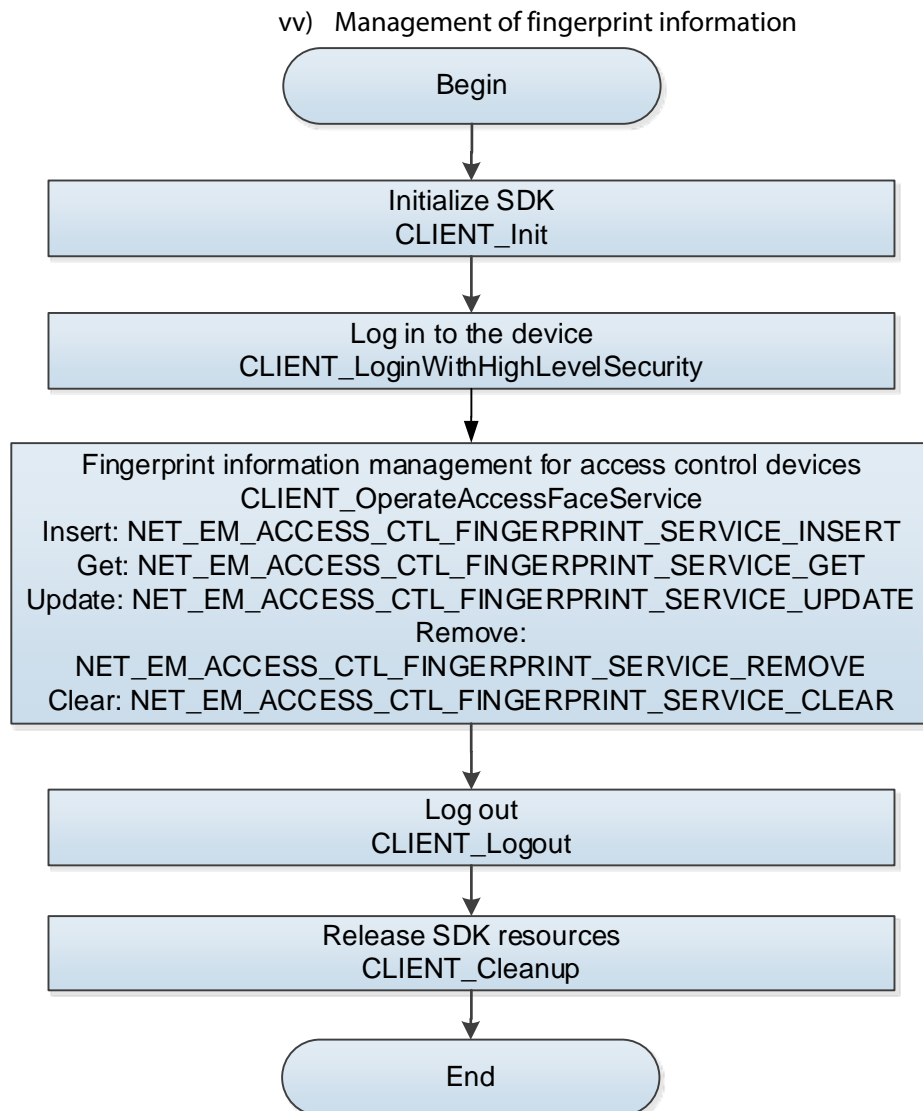 vv) Management of fingerprint information
Begin
Initialize SDK
CLIENT_Init
Log in to the device
CLIENT_LoginWithHighLevelSecurity
Fingerprint information management for access control devices
CLIENT_OperateAccessFaceService
Insert: NET_EM_ACCESS_CTL_FINGERPRINT_SERVICE_INSERT
Get: NET_EM_ACCESS_CTL_FINGERPRINT_SERVICE_GET
Update: NET_EM_ACCESS_CTL_FINGERPRINT_SERVICE_UPDATE
Remove:
NET_EM_ACCESS_CTL_FINGERPRINT_SERVICE_REMOVE
Clear: NET_EM_ACCESS_CTL_FINGERPRINT_SERVICE_CLEAR
Log out
CLIENT_Logout
Release SDK resources
CLIENT_Cleanup
End